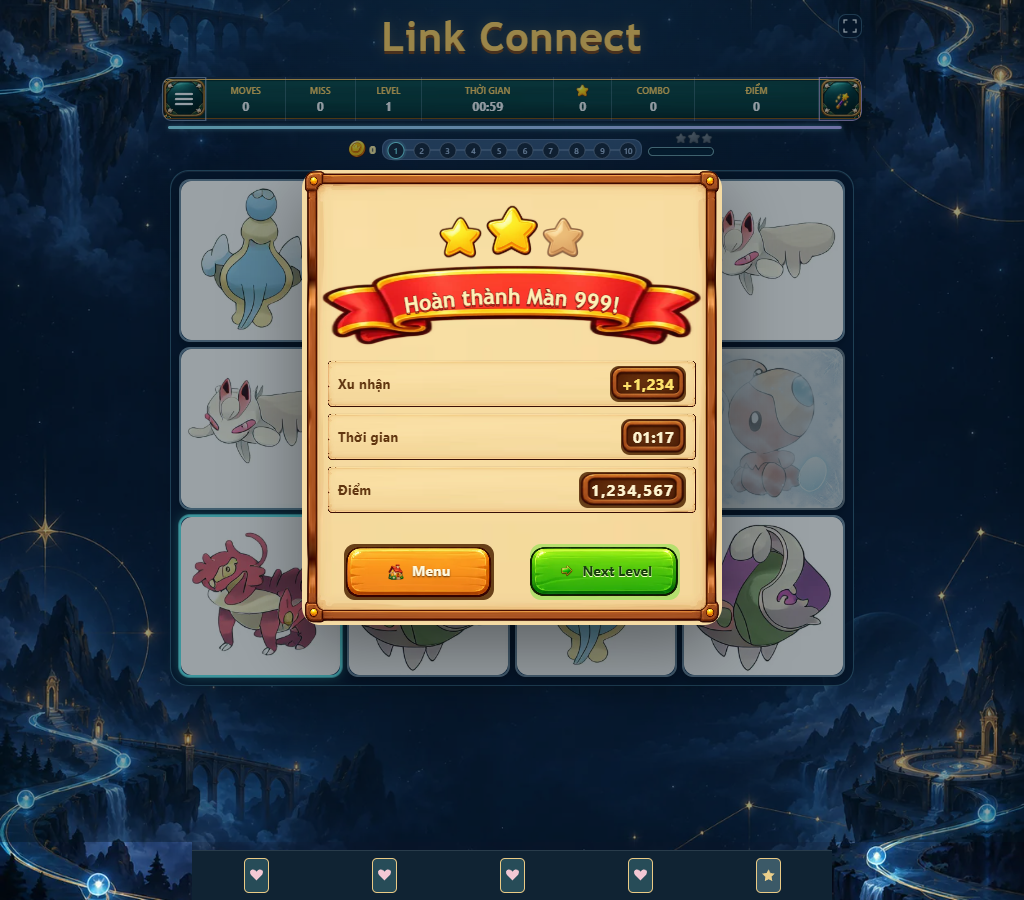 Link Connect
MOVES MISS LEVEL THỜI GIAN COMBO ĐIỂM
0 0 1 00:59 0 0 0
0 1 2 3 4 5 6 7 8 9 10
Hoàn thành Màn 999!
Xu nhận +1,234
Thời gian 01:17
Điểm 1,234,567
Menu Next Level